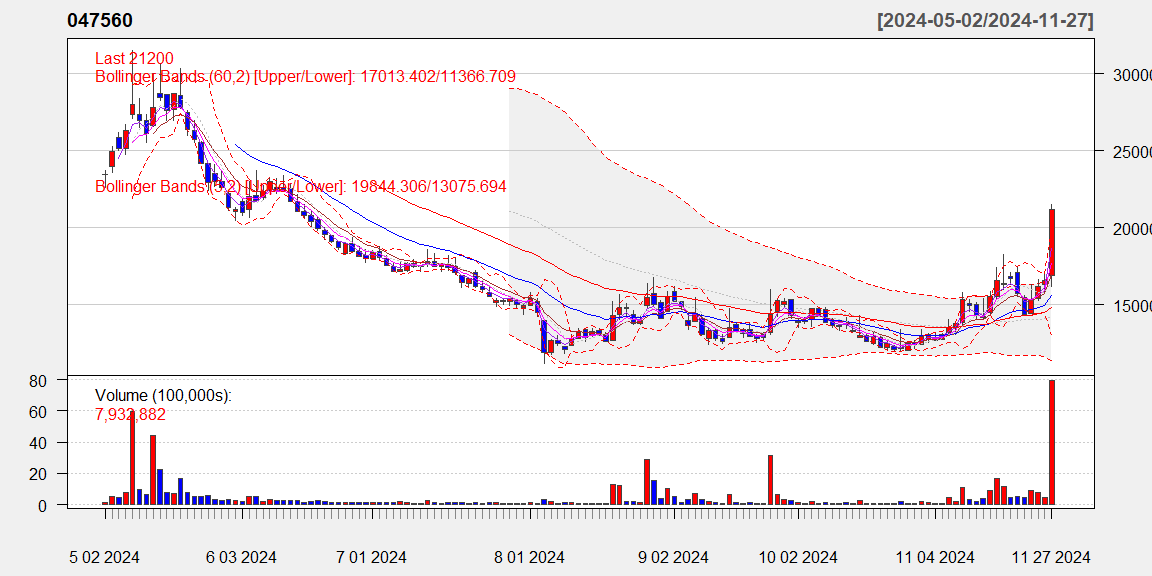 047560 [2024-05-02/2024-11-27]
Last 21200
Bollinger Bands (60,2) [Upper/Lower]: 17013.402/11366.709
30000
25000
Bollinger Bands (5,2) [Upper/Lower]: 19844.306/13075.694
20000
15000
80
Volume (100,000s):
7,932,882
60
40
20
0
5 02 2024 6 03 2024 7 01 2024 8 01 2024 9 02 2024 10 02 2024 11 04 2024 11 27 2024